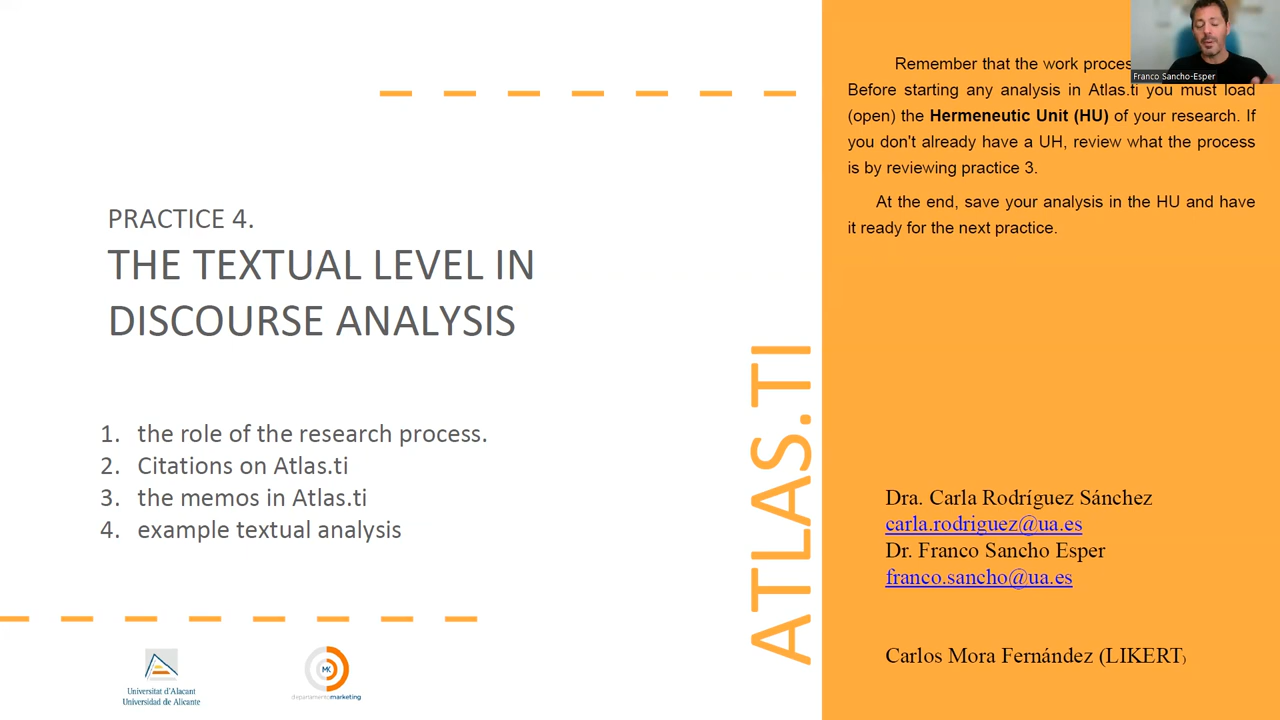 PRACTICE 4.
THE TEXTUAL LEVEL IN
DISCOURSE ANALYSIS
1. the role of the research process.
2. Citations on Atlas.ti
3. the memos in Atlas.ti
4. example textual analysis
Universitat d'Alacant
Universidad de Alicante
MK
departamentomarketing
ATLAS.TI
Remember that the work proces
Before starting any analysis in Atlas.ti you must load
(open) the Hermeneutic Unit (HU) of your research. If
you don't already have a UH, review what the process
is by reviewing practice 3.
At the end, save your analysis in the HU and have
it ready for the next practice.
Dra. Carla Rodríguez Sánchez
carla.rodriguez@ua.es
Dr. Franco Sancho Esper
franco.sancho@ua.es
Carlos Mora Fernández (LIKERT)
Franco Sancho-Esper